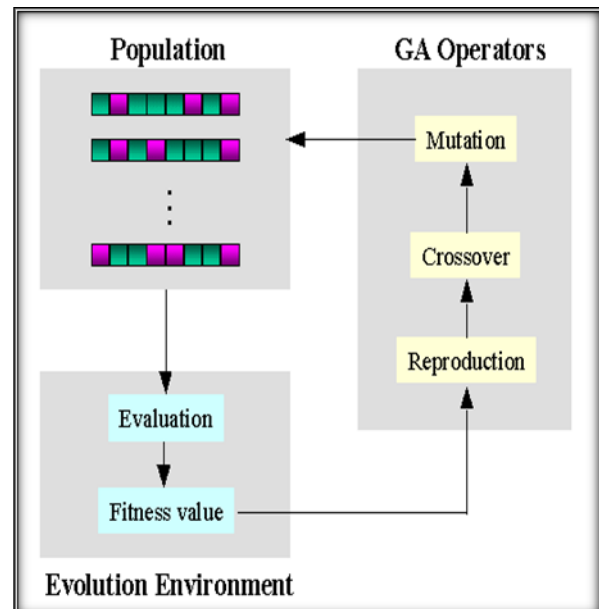 Population
GA Operators
Mutation
Crossover
Reproduction
Evaluation
Fitness value
Evolution Environment